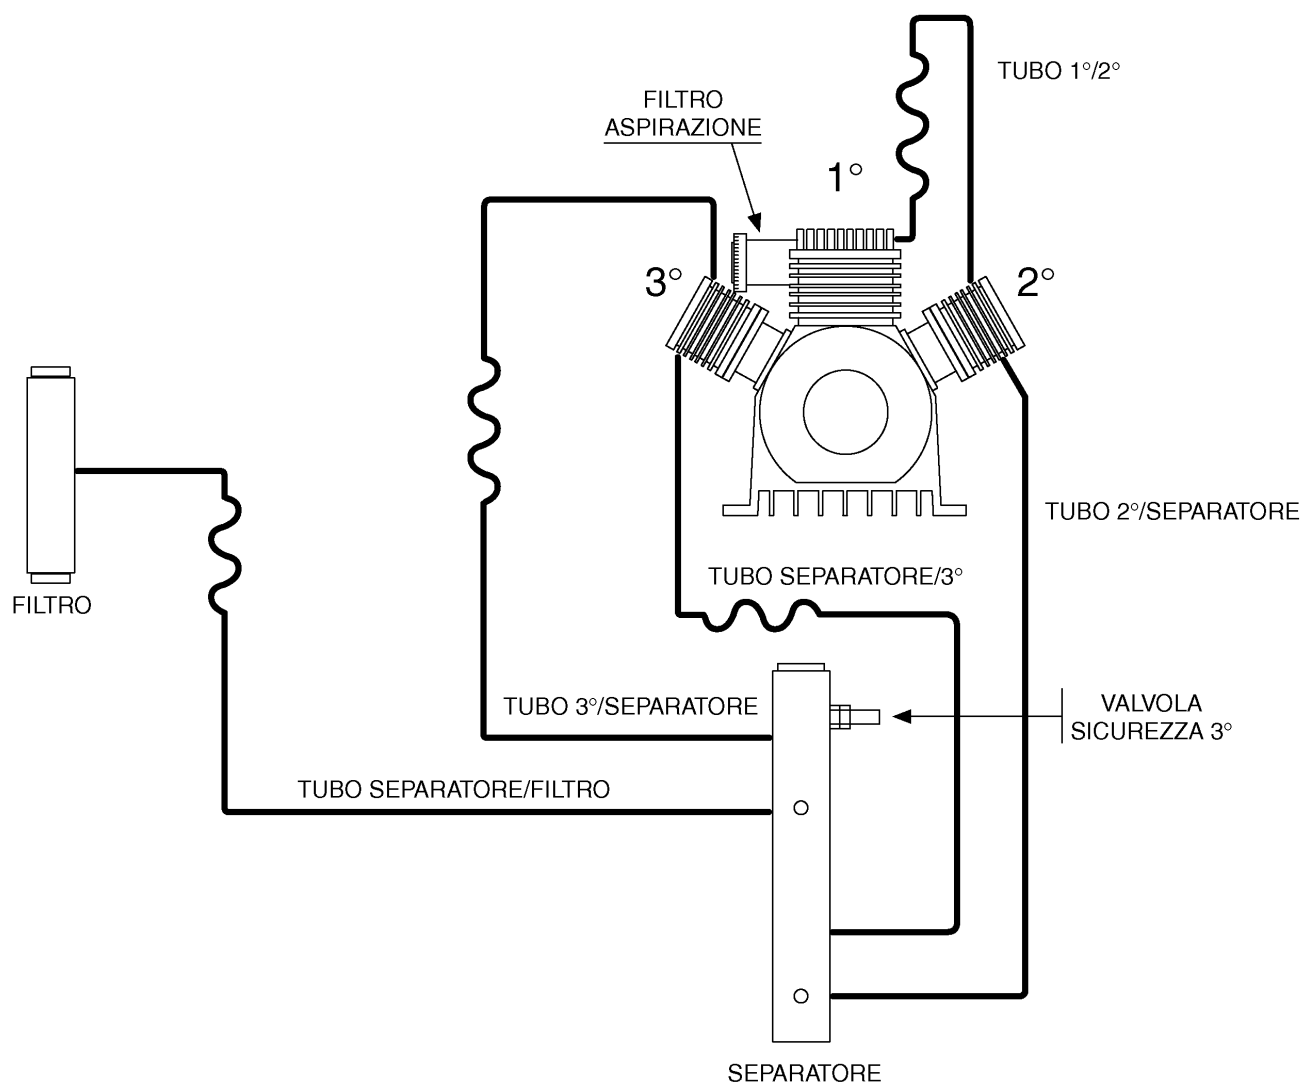 TUBO 1°/2°
FILTRO
ASPIRAZIONE
1°
3°
2°
TUBO 2°/SEPARATORE
TUBO SEPARATORE/3°
FILTRO
TUBO 3°/SEPARATORE
VALVOLA
SICUREZZA 3°
TUBO SEPARATORE/FILTRO
SEPARATORE